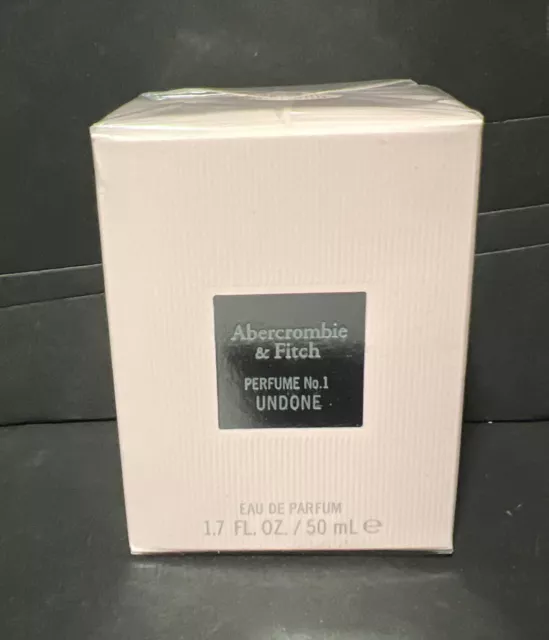 Abercrombie
& Fitch
PERFUME No.1
UNDONE
EAU DE PARFUM
1.7 FL. OZ. / 50 mL ℮